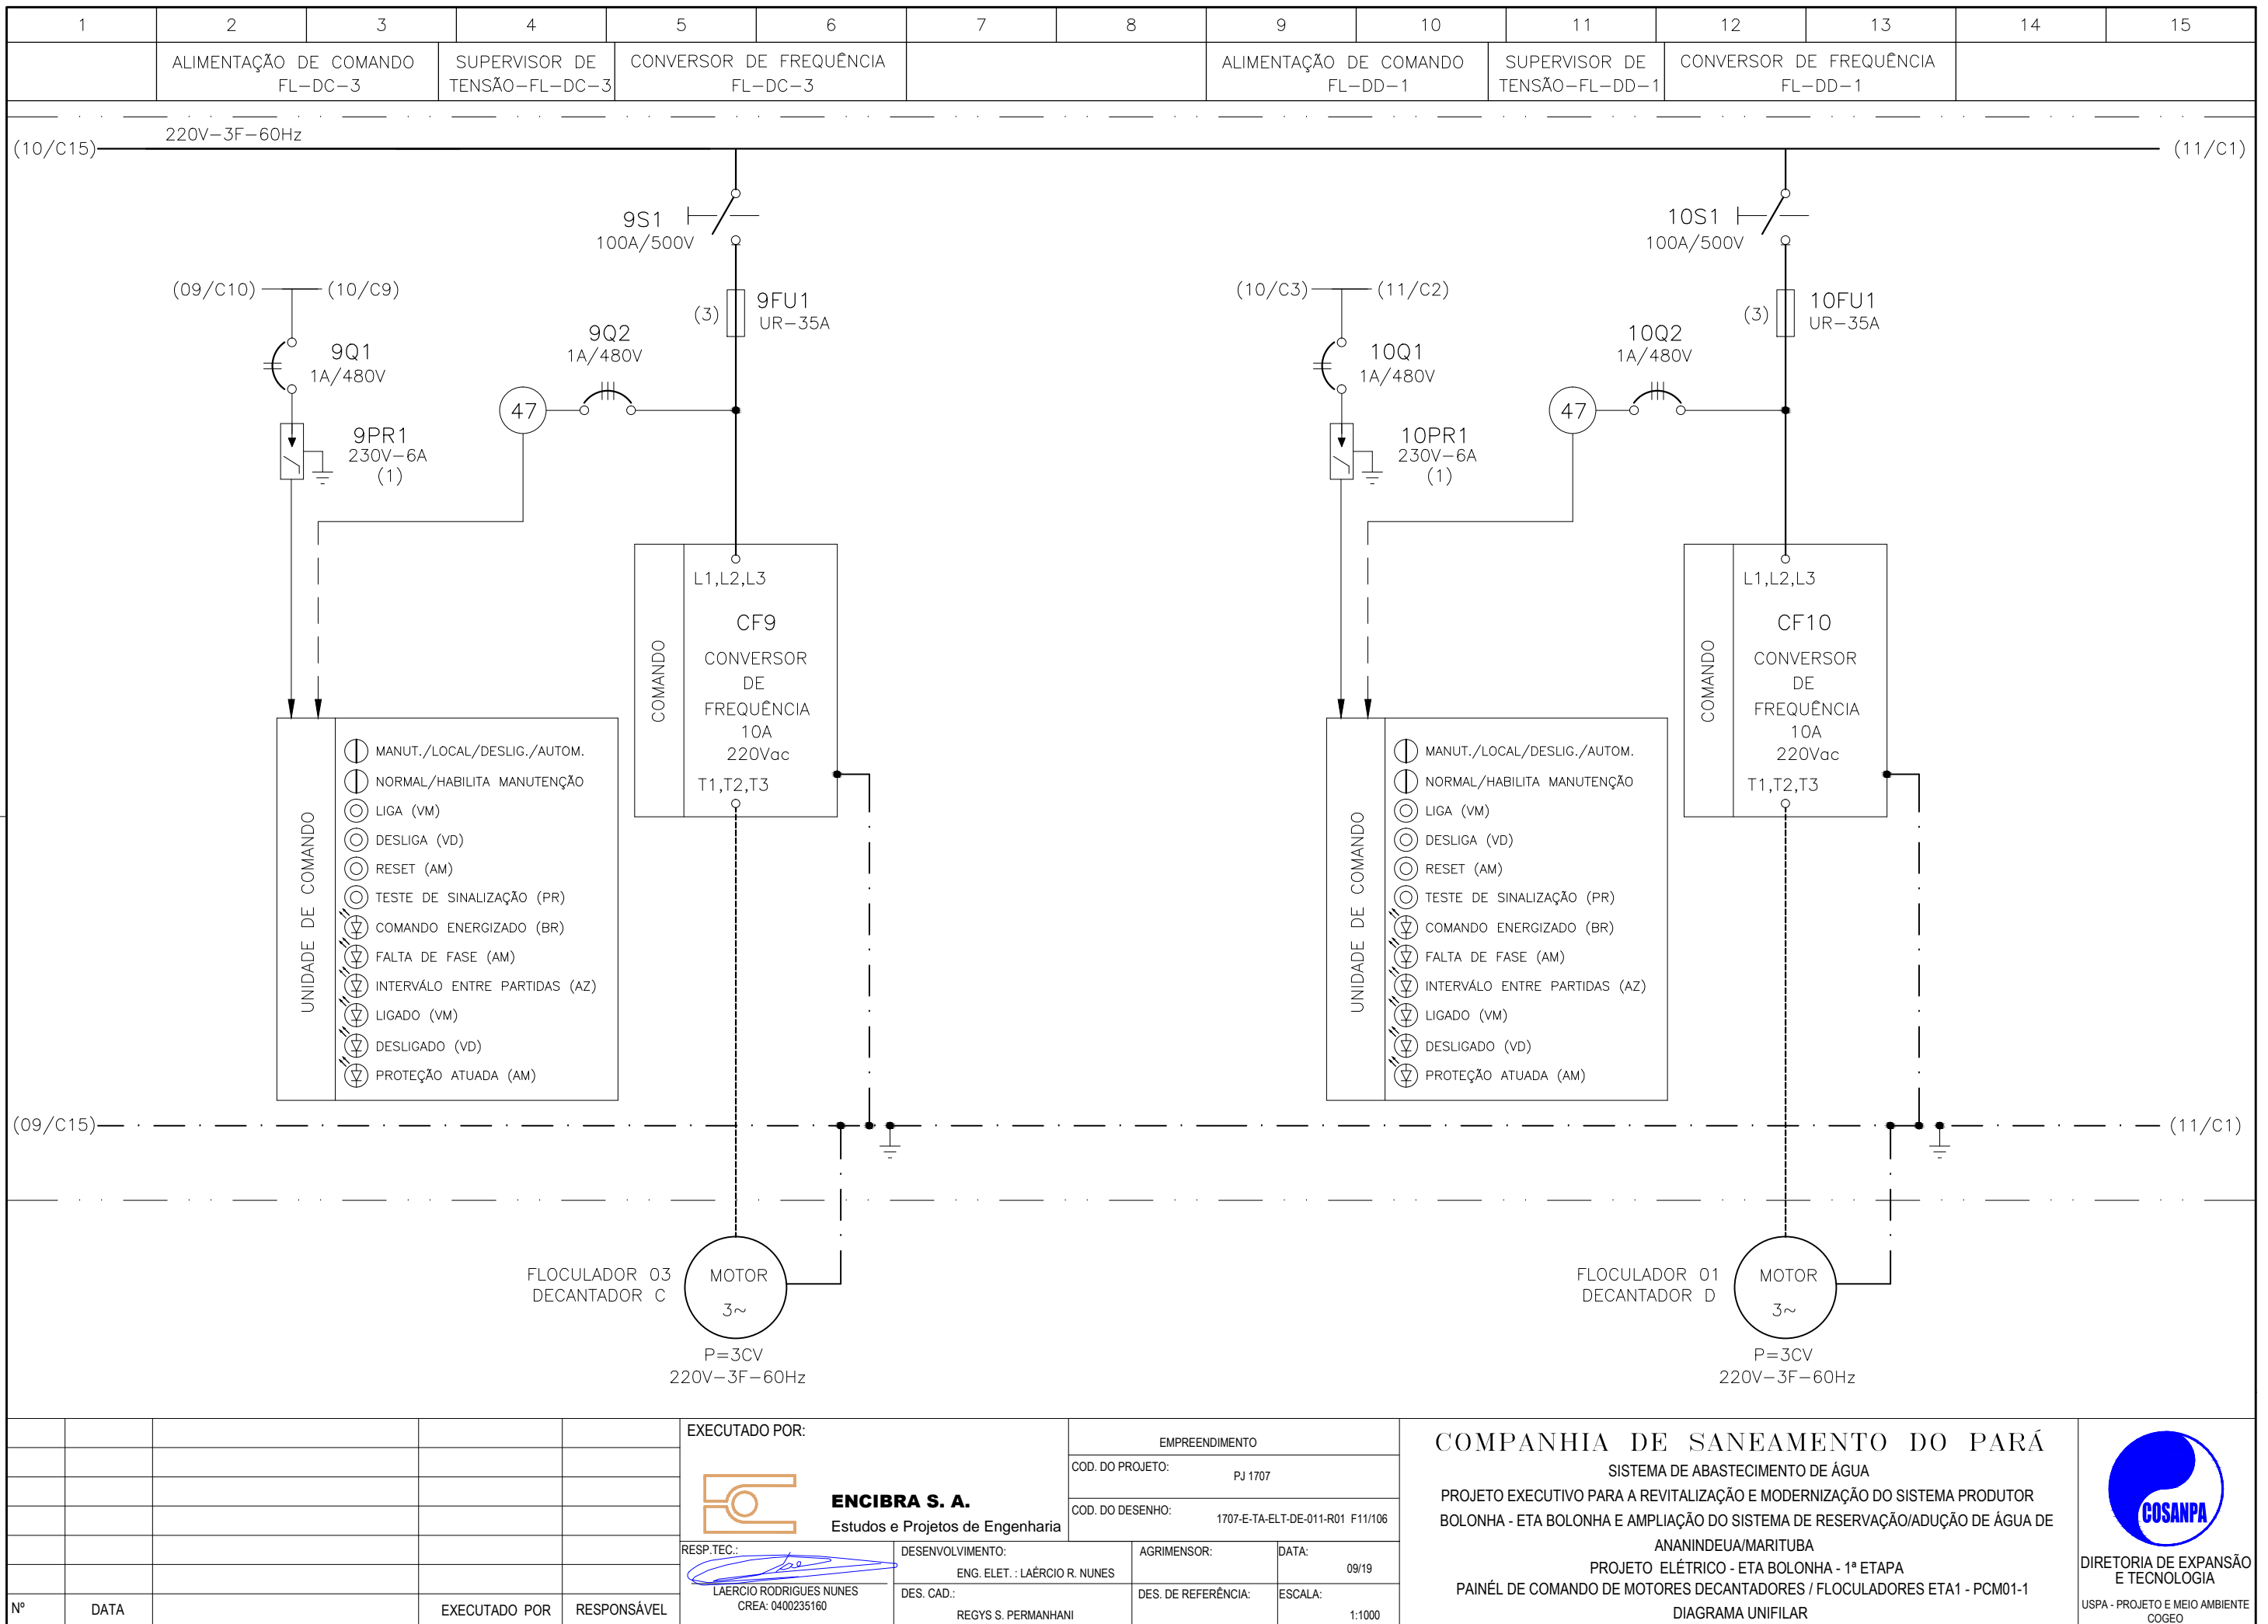 1 2 3 4 5 6 7 8 9 10 11 12 13 14 15
ALIMENTAÇÃO DE COMANDO
FL-DC-3
SUPERVISOR DE
TENSÃO-FL-DC-3
CONVERSOR DE FREQUÊNCIA
FL-DC-3
ALIMENTAÇÃO DE COMANDO
FL-DD-1
SUPERVISOR DE
TENSÃO-FL-DD-1
CONVERSOR DE FREQUÊNCIA
FL-DD-1
220V-3F-60Hz
(10/C15)
(11/C1)
9S1
100A/500V
(09/C10)
(10/C9)
(3)
9FU1
UR-35A
9Q2
1A/480V
9Q1
1A/480V
47
9PR1
230V-6A
(1)
COMANDO
L1,L2,L3
CF9
CONVERSOR
DE
FREQUÊNCIA
10A
220Vac
T1,T2,T3
UNIDADE DE COMANDO
MANUT./LOCAL/DESLIG./AUTOM.
NORMAL/HABILITA MANUTENÇÃO
LIGA (VM)
DESLIGA (VD)
RESET (AM)
TESTE DE SINALIZAÇÃO (PR)
COMANDO ENERGIZADO (BR)
FALTA DE FASE (AM)
INTERVÁLO ENTRE PARTIDAS (AZ)
LIGADO (VM)
DESLIGADO (VD)
PROTEÇÃO ATUADA (AM)
10S1
100A/500V
(10/C3)
(11/C2)
(3)
10FU1
UR-35A
10Q2
1A/480V
10Q1
1A/480V
47
10PR1
230V-6A
(1)
COMANDO
L1,L2,L3
CF10
CONVERSOR
DE
FREQUÊNCIA
10A
220Vac
T1,T2,T3
UNIDADE DE COMANDO
MANUT./LOCAL/DESLIG./AUTOM.
NORMAL/HABILITA MANUTENÇÃO
LIGA (VM)
DESLIGA (VD)
RESET (AM)
TESTE DE SINALIZAÇÃO (PR)
COMANDO ENERGIZADO (BR)
FALTA DE FASE (AM)
INTERVÁLO ENTRE PARTIDAS (AZ)
LIGADO (VM)
DESLIGADO (VD)
PROTEÇÃO ATUADA (AM)
(09/C15)
(11/C1)
FLOCULADOR 03
DECANTADOR C
MOTOR
3~
P=3CV
220V-3F-60Hz
FLOCULADOR 01
DECANTADOR D
MOTOR
3~
P=3CV
220V-3F-60Hz
Nº
DATA
EXECUTADO POR
RESPONSÁVEL
EXECUTADO POR:
ENCIBRA S. A.
Estudos e Projetos de Engenharia
EMPREENDIMENTO
COD. DO PROJETO:
PJ 1707
COD. DO DESENHO:
1707-E-TA-ELT-DE-011-R01 F11/106
RESP.TEC.:
LAERCIO RODRIGUES NUNES
CREA: 0400235160
DESENVOLVIMENTO:
ENG. ELET. : LAÉRCIO R. NUNES
AGRIMENSOR:
DATA:
09/19
DES. CAD.:
REGYS S. PERMANHANI
DES. DE REFERÊNCIA:
ESCALA:
1:1000
COMPANHIA DE SANEAMENTO DO PARÁ
SISTEMA DE ABASTECIMENTO DE ÁGUA
PROJETO EXECUTIVO PARA A REVITALIZAÇÃO E MODERNIZAÇÃO DO SISTEMA PRODUTOR
BOLONHA - ETA BOLONHA E AMPLIAÇÃO DO SISTEMA DE RESERVAÇÃO/ADUÇÃO DE ÁGUA DE
ANANINDEUA/MARITUBA
PROJETO ELÉTRICO - ETA BOLONHA - 1ª ETAPA
PAINÉL DE COMANDO DE MOTORES DECANTADORES / FLOCULADORES ETA1 - PCM01-1
DIAGRAMA UNIFILAR
COSANPA
DIRETORIA DE EXPANSÃO
E TECNOLOGIA
USPA - PROJETO E MEIO AMBIENTE
COGEO